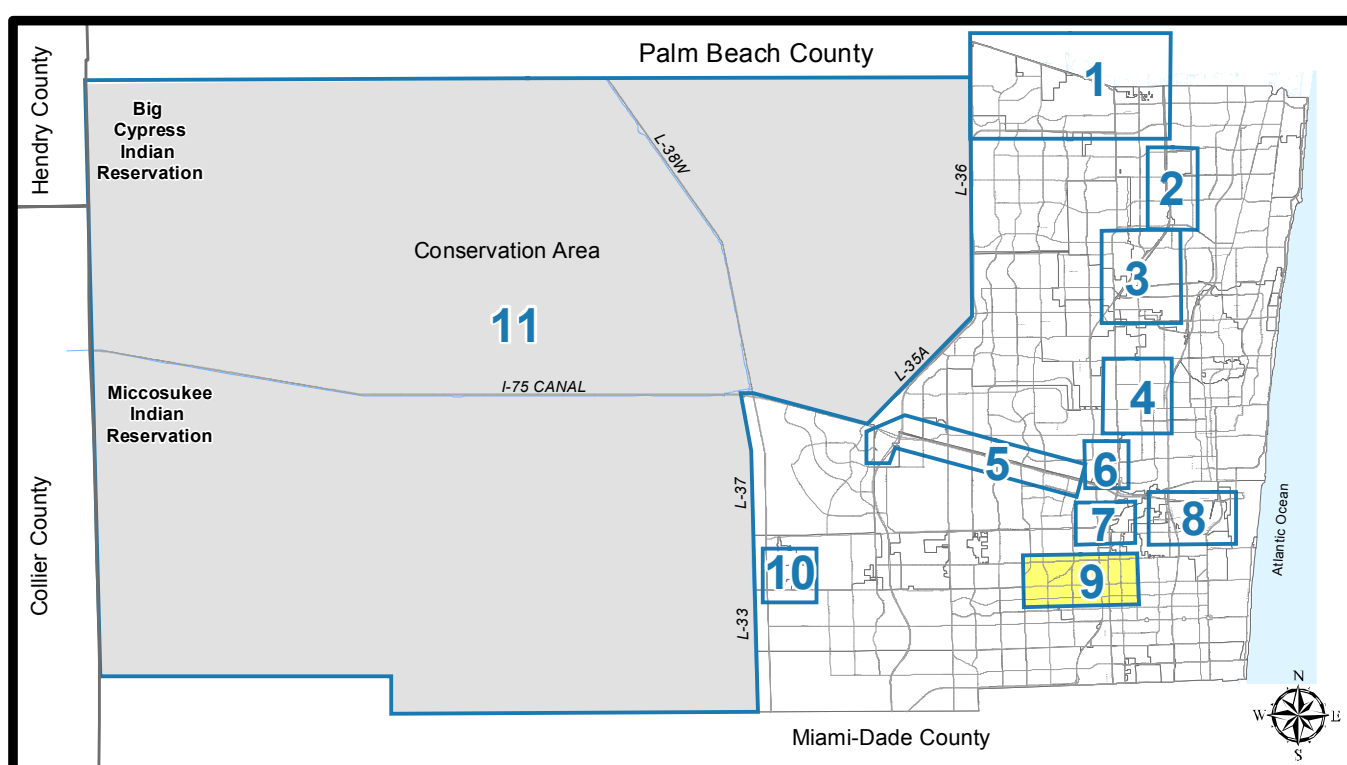 Palm Beach County
Hendry County
1
Big
Cypress
Indian
Reservation
L-38W
L-36
2
Conservation Area
3
11
L-35A
Miccosukee
Indian
Reservation
I-75 CANAL
4
5
6
L-37
7
8
Atlantic Ocean
Collier County
10
9
L-33
Miami-Dade County
N
W
E
S